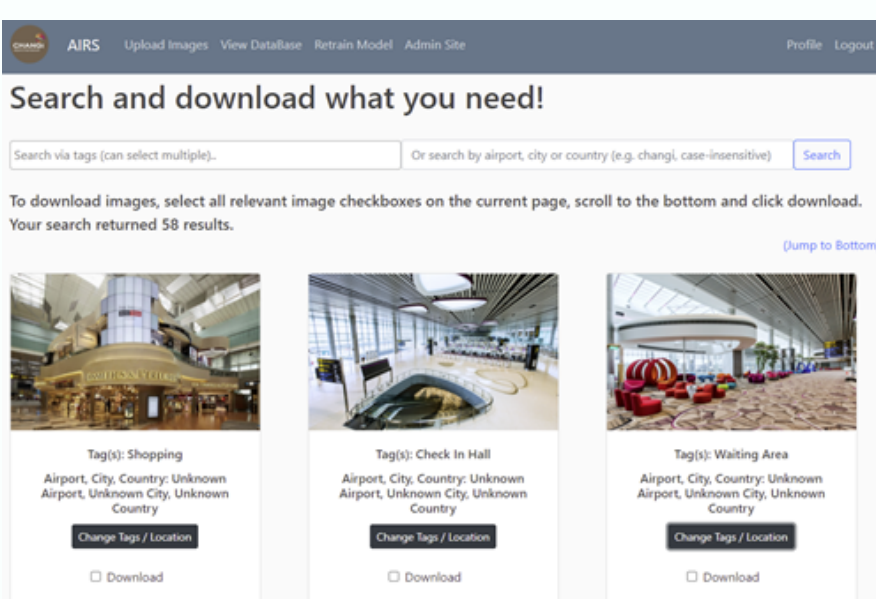 CHANGI
AIRS Upload Images View DataBase Retrain Model Admin Site Profile Logout
Search and download what you need!
Search via tags (can select multiple).. Or search by airport, city or country (e.g. changi, case-insensitive) Search
To download images, select all relevant image checkboxes on the current page, scroll to the bottom and click download.
Your search returned 58 results.
(Jump to Bottom
Tag(s): Shopping
Airport, City, Country: Unknown
Airport, Unknown City, Unknown
Country
Change Tags / Location
Download
Tag(s): Check In Hall
Airport, City, Country: Unknown
Airport, Unknown City, Unknown
Country
Change Tags / Location
Download
Tag(s): Waiting Area
Airport, City, Country: Unknown
Airport, Unknown City, Unknown
Country
Change Tags / Location
Download